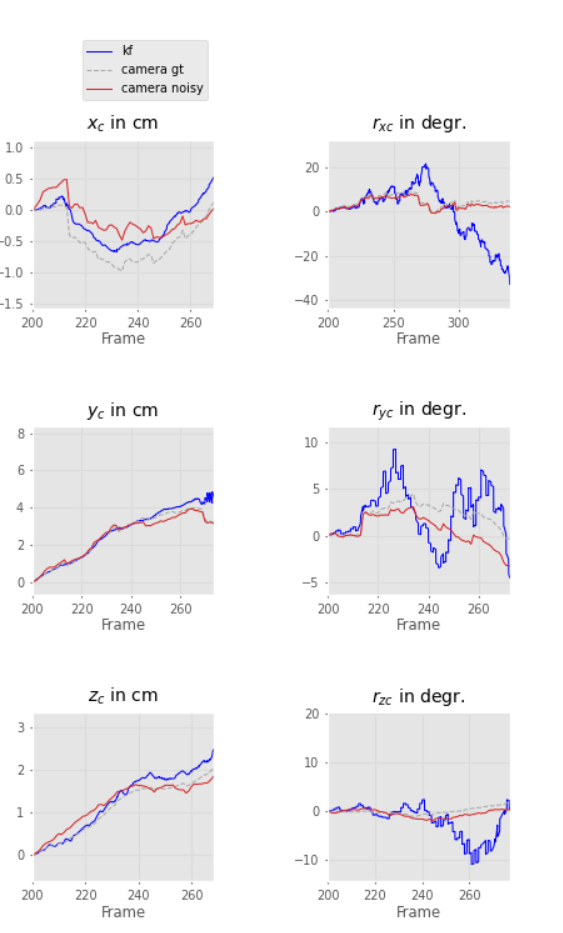 kf
camera gt
camera noisy
x_c in cm
1.0
0.5
0.0
−0.5
−1.0
−1.5
200 220 240 260
Frame
r_xc in degr.
20
0
−20
−40
200 250 300
Frame
y_c in cm
8
6
4
2
0
200 220 240 260
Frame
r_yc in degr.
10
5
0
−5
200 220 240 260
Frame
z_c in cm
3
2
1
0
200 220 240 260
Frame
r_zc in degr.
20
10
0
−10
200 220 240 260
Frame